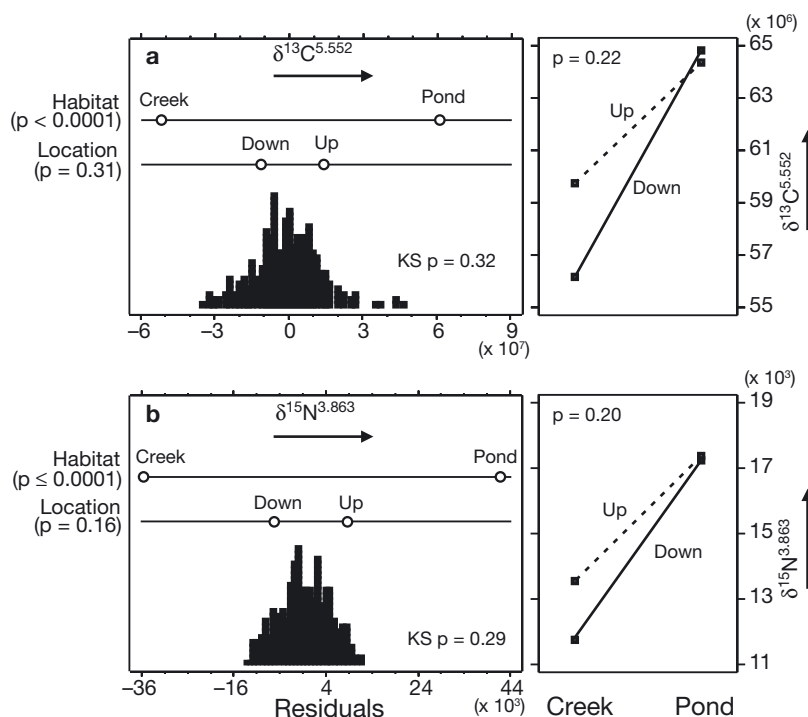 a
δ13C5.552
Habitat
(p < 0.0001)
Creek
Pond
Location
(p = 0.31)
Down
Up
KS p = 0.32
–6
–3
0
3
6
9
(x 10⁷)
(x 10⁶)
p = 0.22
Up
Down
65
63
61
59
57
55
δ13C5.552
b
δ15N3.863
Habitat
(p ≤ 0.0001)
Creek
Pond
Location
(p = 0.16)
Down
Up
KS p = 0.29
–36
–16
4
24
44
Residuals
(x 10³)
(x 10³)
p = 0.20
Up
Down
19
17
15
13
11
δ15N3.863
Creek
Pond